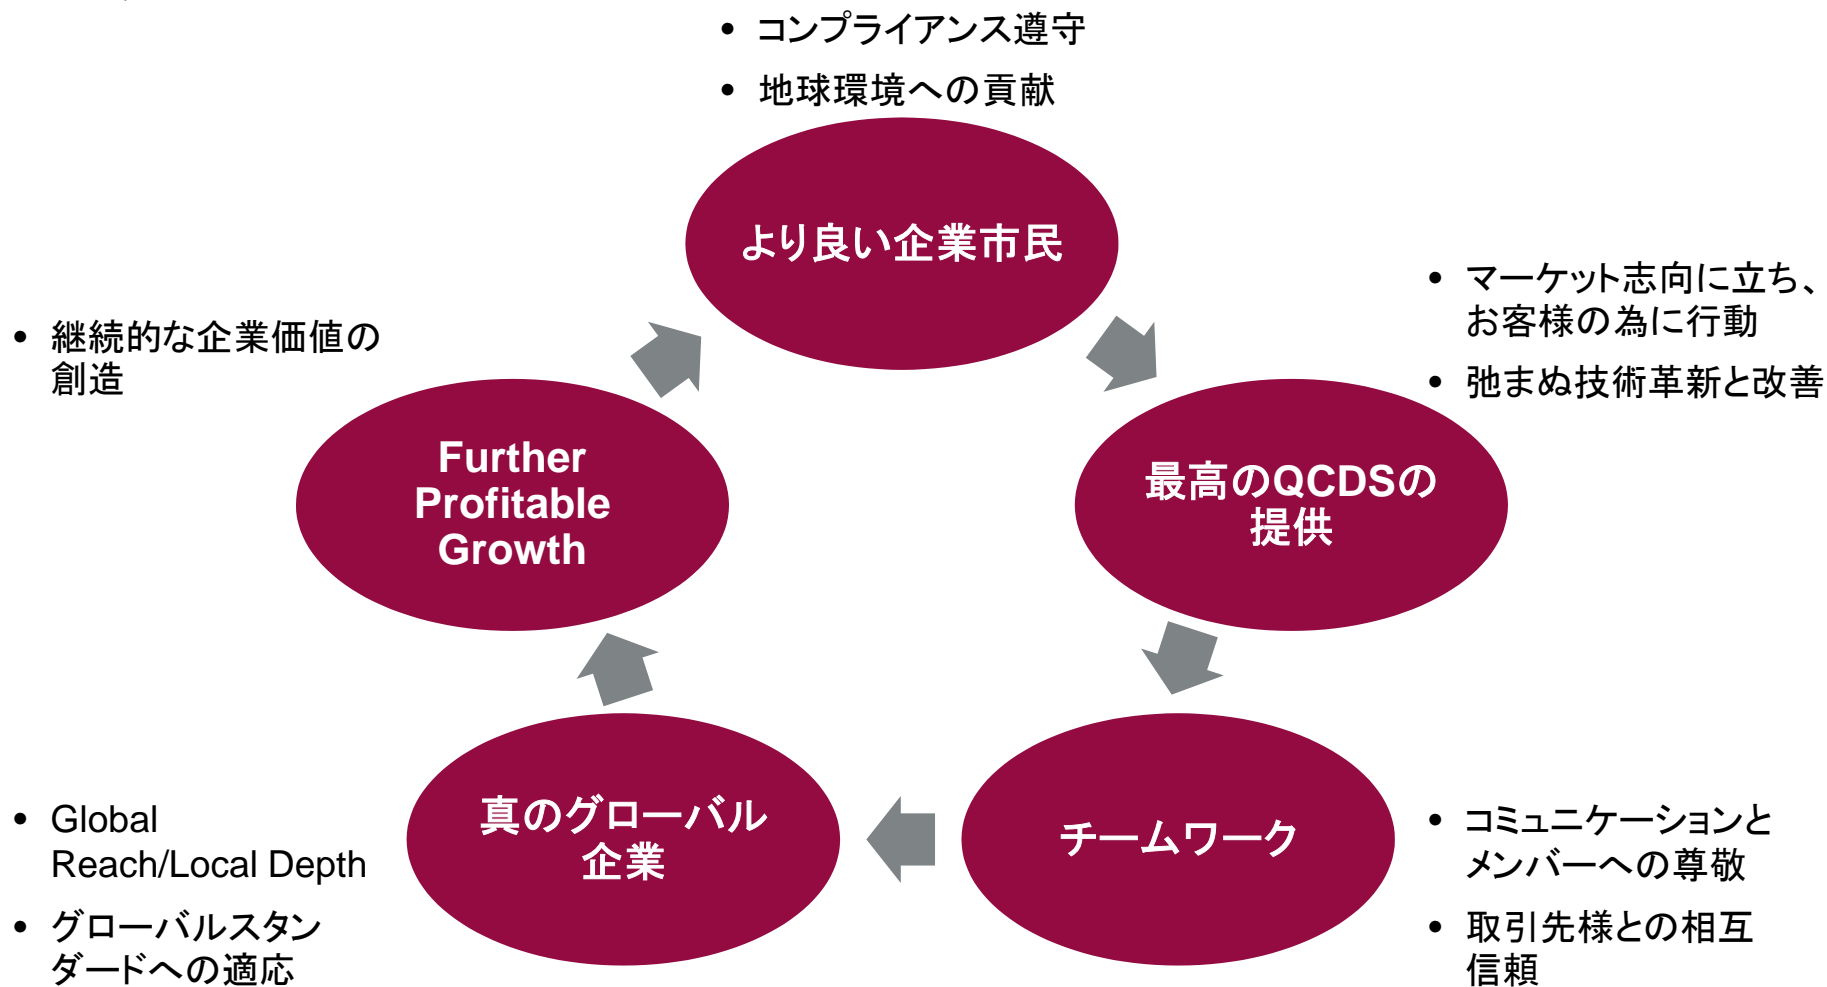 • コンプライアンス遵守
• 地球環境への貢献
より良い企業市民
• マーケット志向に立ち、
お客様の為に行動
• 弛まぬ技術革新と改善
最高のQCDSの
提供
• コミュニケーションと
メンバーへの尊敬
• 取引先様との相互
信頼
チームワーク
真のグローバル
企業
• Global
Reach/Local Depth
• グローバルスタン
ダードへの適応
• 継続的な企業価値の
創造
Further
Profitable
Growth